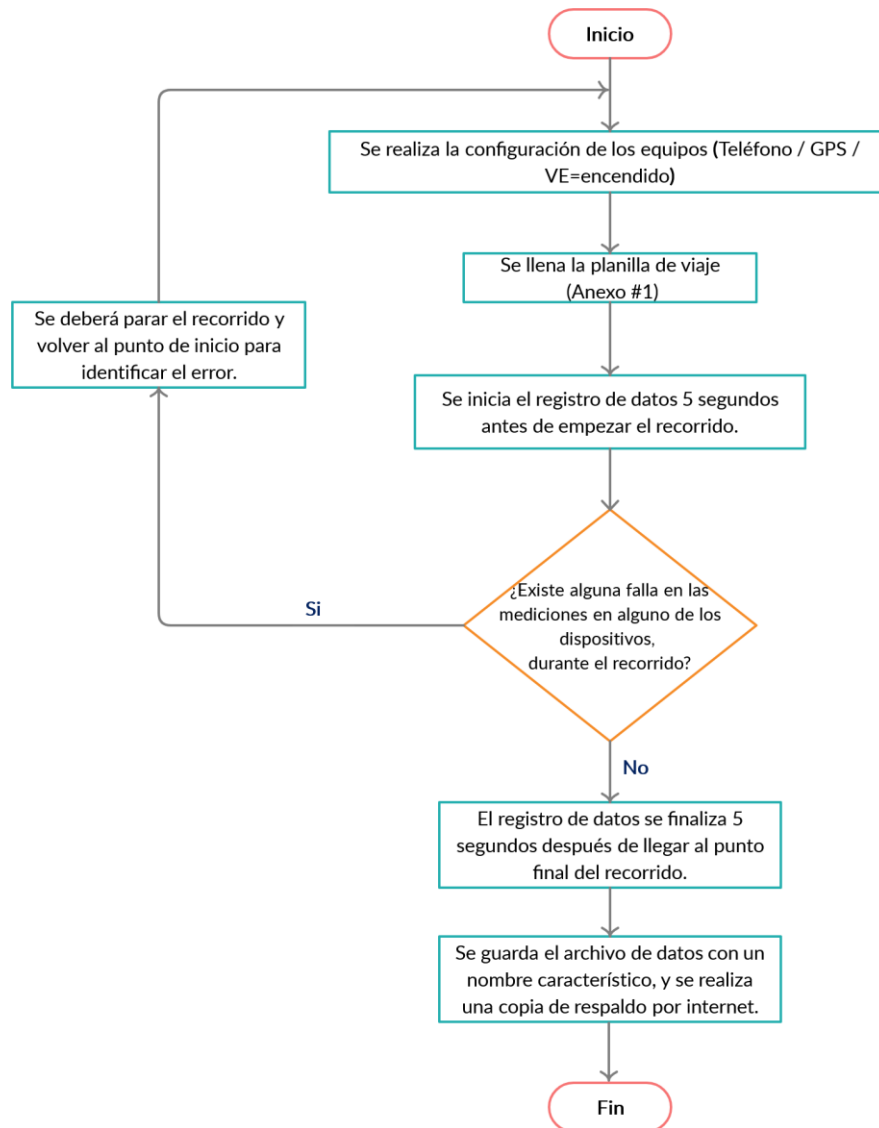 Inicio
Se realiza la configuración de los equipos (Teléfono / GPS /
VE=encendido)
Se llena la planilla de viaje
(Anexo #1)
Se deberá parar el recorrido y
volver al punto de inicio para
identificar el error.
Se inicia el registro de datos 5 segundos
antes de empezar el recorrido.
¿Existe alguna falla en las
mediciones en alguno de los
dispositivos,
durante el recorrido?
Si
No
El registro de datos se finaliza 5
segundos después de llegar al punto
final del recorrido.
Se guarda el archivo de datos con un
nombre característico, y se realiza
una copia de respaldo por internet.
Fin